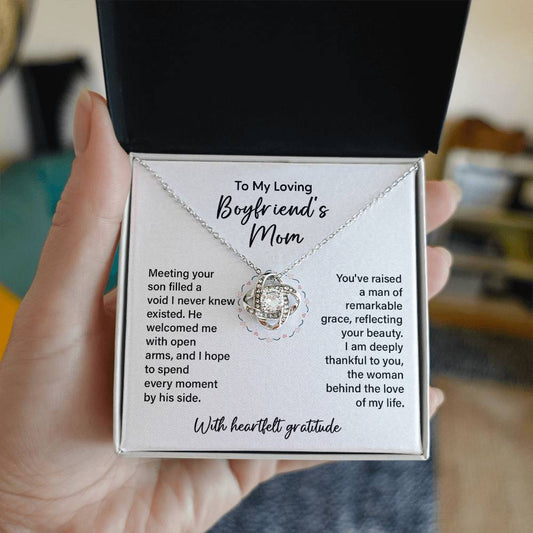 To My Loving
Boyfriend's
Mom
Meeting your
son filled a
void I never knew
existed. He
welcomed me
with open
arms, and I hope
to spend
every moment
by his side.
You've raised
a man of
remarkable
grace, reflecting
your beauty.
I am deeply
thankful to you,
the woman
behind the love
of my life.
With heartfelt gratitude